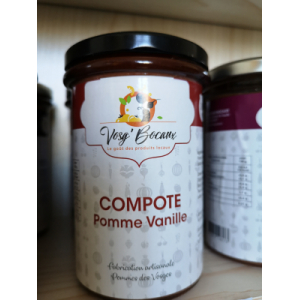 Vosg' Bocaux
Le goût des produits locaux
COMPOTE
Pomme Vanille
Fabrication artisanale
Pommes des Vosges